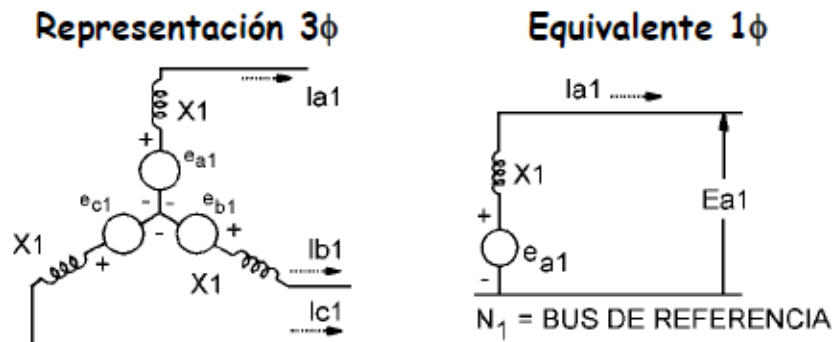 Representación 3ϕ
Ia1
X1
+
ea1
- -
-
ec1
eb1
X1
+
+
X1
Ib1
Ic1
Equivalente 1ϕ
Ia1
X1
Ea1
+
ea1
-
N1 = BUS DE REFERENCIA